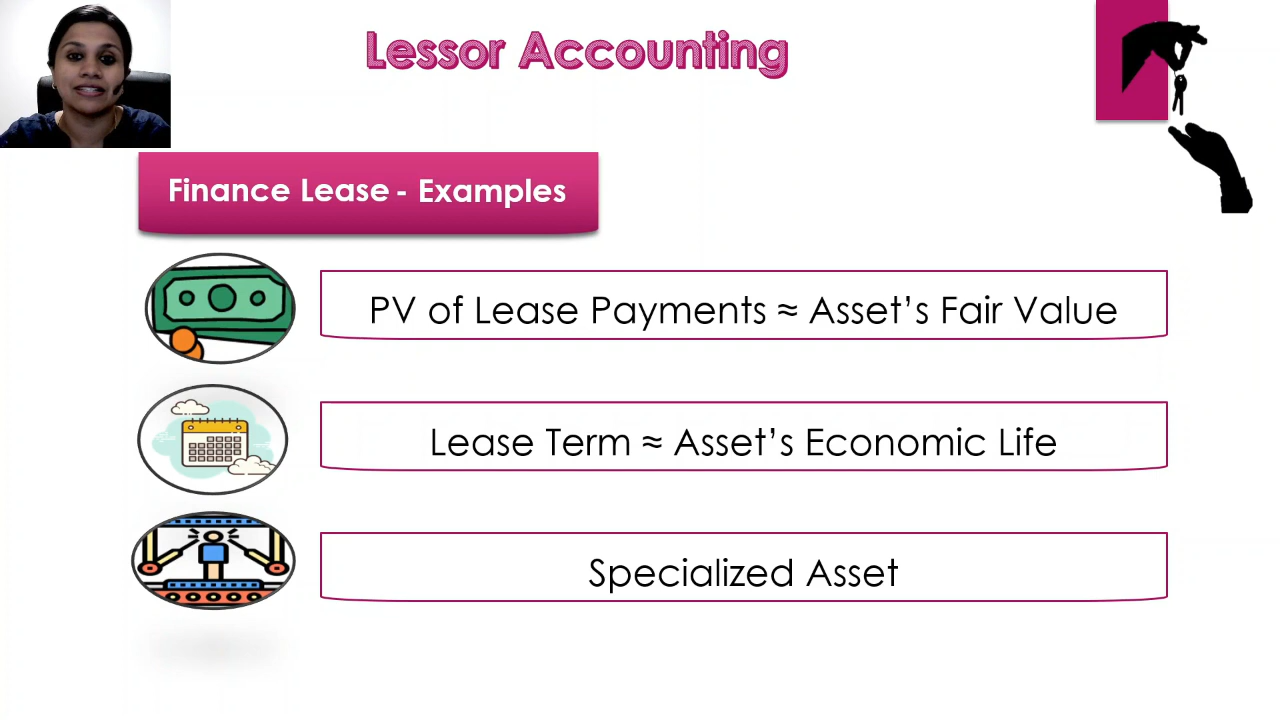 Lessor Accounting
Finance Lease - Examples
PV of Lease Payments ≈ Asset’s Fair Value
Lease Term ≈ Asset’s Economic Life
Specialized Asset